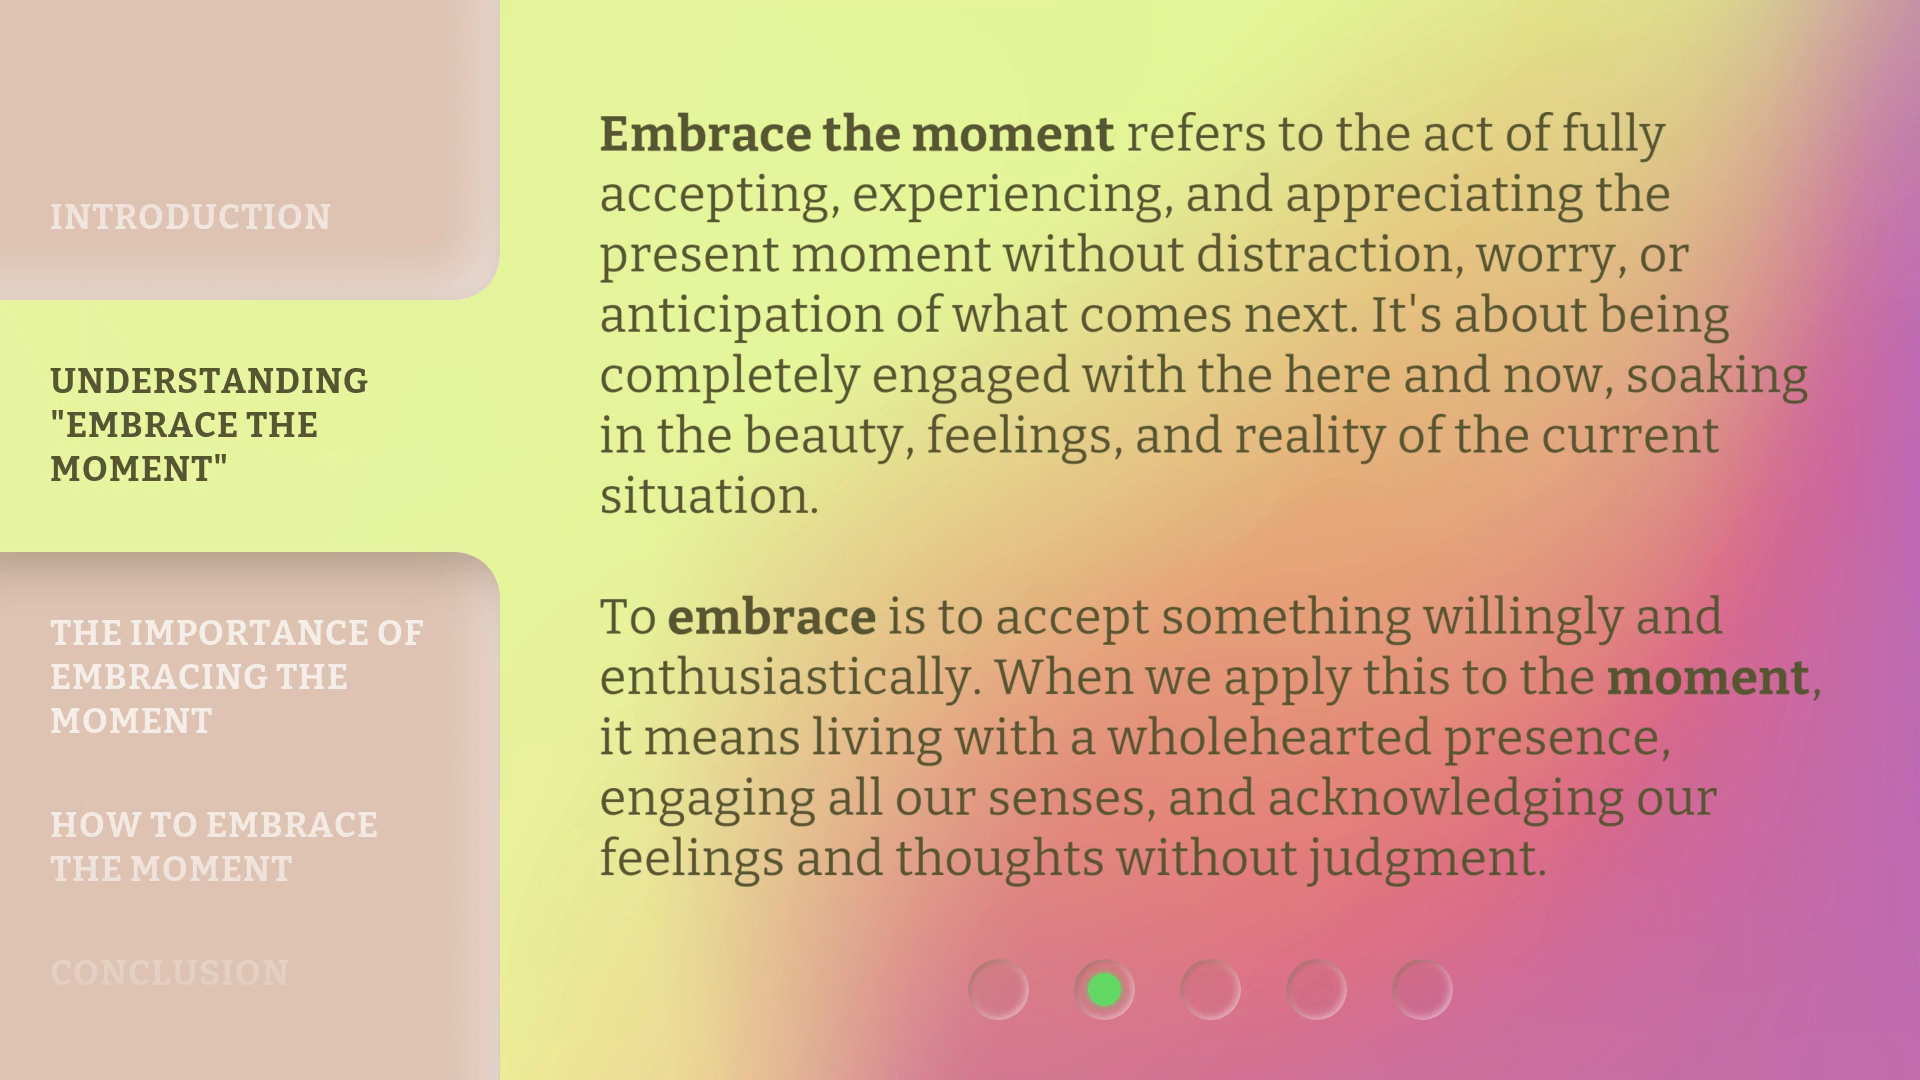 INTRODUCTION
UNDERSTANDING
"EMBRACE THE
MOMENT"
THE IMPORTANCE OF
EMBRACING THE
MOMENT
HOW TO EMBRACE
THE MOMENT
CONCLUSION
Embrace the moment refers to the act of fully
accepting, experiencing, and appreciating the
present moment without distraction, worry, or
anticipation of what comes next. It's about being
completely engaged with the here and now, soaking
in the beauty, feelings, and reality of the current
situation.
To embrace is to accept something willingly and
enthusiastically. When we apply this to the moment,
it means living with a wholehearted presence,
engaging all our senses, and acknowledging our
feelings and thoughts without judgment.